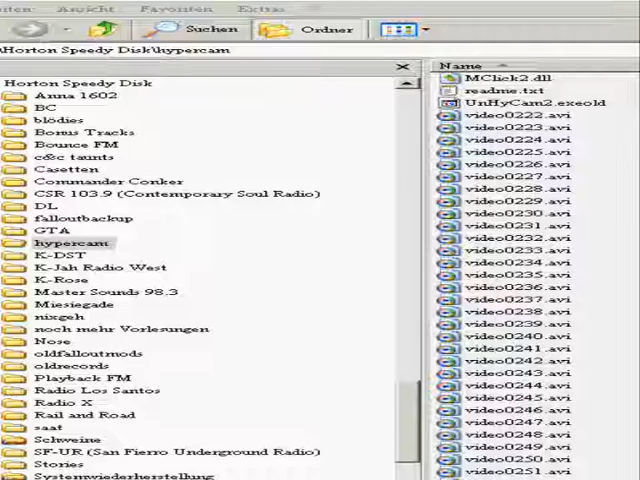 Ansicht Favoriten Extras
Suchen Ordner
\Horton Speedy Disk\hypercam
Name
Horton Speedy Disk
Anna 1602
BC
blödies
Bonus Tracks
Bounce FM
c&c taunts
Casetten
Commander Conker
CSR 103.9 (Contemporary Soul Radio)
DL
falloutbackup
GTA
hypercam
K-DST
K-Jah Radio West
K-Rose
Master Sounds 98.3
Miesiegade
nixgeh
noch mehr Vorlesungen
Nose
oldfalloutmods
oldrecords
Playback FM
Radio Los Santos
Radio X
Rail and Road
saat
Schweine
SF-UR (San Fierro Underground Radio)
Stories
Systemwiederherstellung
MClick2.dll
readme.txt
UnHyCam2.exeold
video0222.avi
video0223.avi
video0224.avi
video0225.avi
video0226.avi
video0227.avi
video0228.avi
video0229.avi
video0230.avi
video0231.avi
video0232.avi
video0233.avi
video0234.avi
video0235.avi
video0236.avi
video0237.avi
video0238.avi
video0239.avi
video0240.avi
video0241.avi
video0242.avi
video0243.avi
video0244.avi
video0245.avi
video0246.avi
video0247.avi
video0248.avi
video0249.avi
video0250.avi
video0251.avi